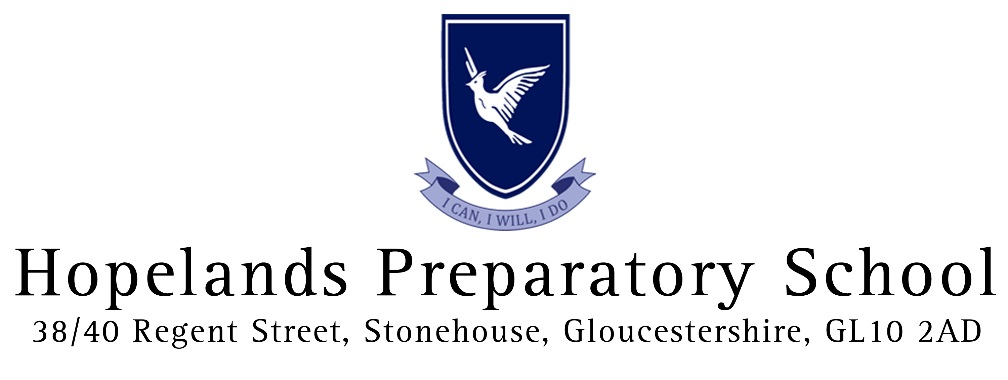 I CAN, I WILL, I DO
Hopelands Preparatory School
38/40 Regent Street, Stonehouse, Gloucestershire, GL10 2AD